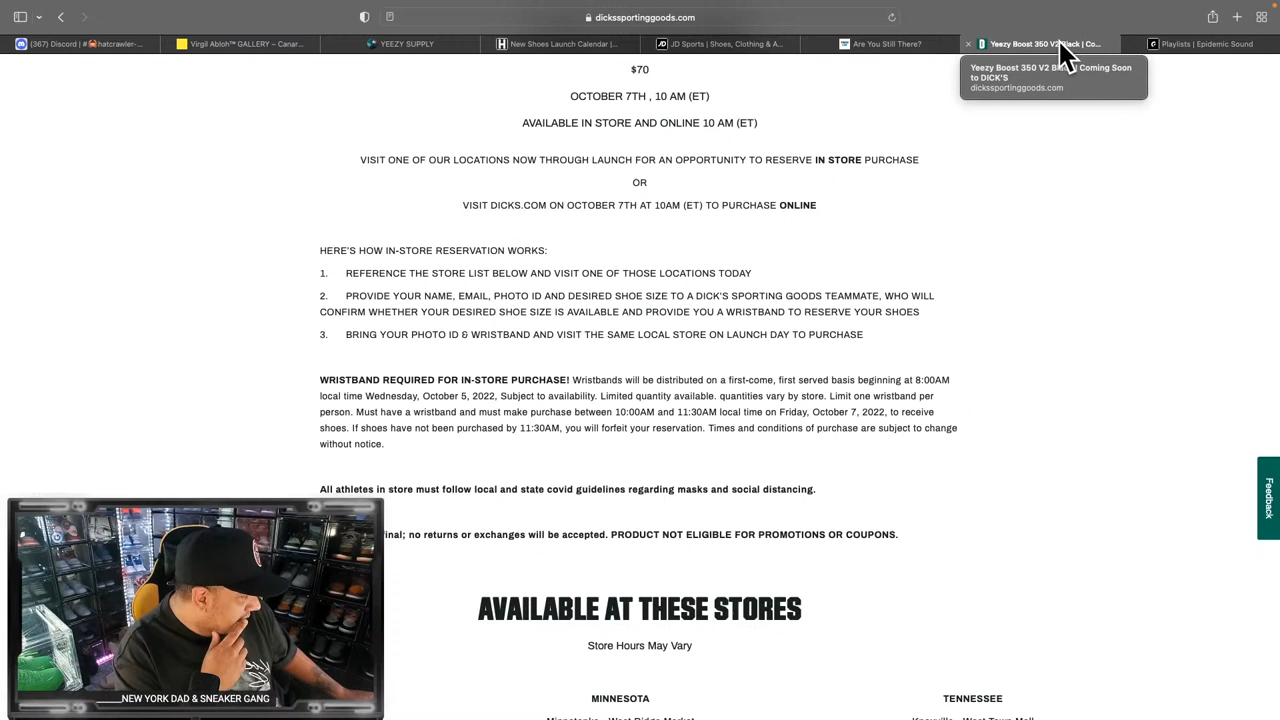 dickssportinggoods.com
(367) Discord | #🦀hatcrawler-...
Virgil Abloh™ GALLERY – Canar...
YEEZY SUPPLY
New Shoes Launch Calendar |...
JD Sports | Shoes, Clothing & A...
Are You Still There?
Yeezy Boost 350 V2 Black | Co...
Playlists | Epidemic Sound
Yeezy Boost 350 V2 Bla | Coming Soon
to DICK'S
dickssportinggoods.com
$70
OCTOBER 7TH , 10 AM (ET)
AVAILABLE IN STORE AND ONLINE 10 AM (ET)
VISIT ONE OF OUR LOCATIONS NOW THROUGH LAUNCH FOR AN OPPORTUNITY TO RESERVE IN STORE PURCHASE
OR
VISIT DICKS.COM ON OCTOBER 7TH AT 10AM (ET) TO PURCHASE ONLINE
HERE'S HOW IN-STORE RESERVATION WORKS:
1. REFERENCE THE STORE LIST BELOW AND VISIT ONE OF THOSE LOCATIONS TODAY
2. PROVIDE YOUR NAME, EMAIL, PHOTO ID AND DESIRED SHOE SIZE TO A DICK'S SPORTING GOODS TEAMMATE, WHO WILL
CONFIRM WHETHER YOUR DESIRED SHOE SIZE IS AVAILABLE AND PROVIDE YOU A WRISTBAND TO RESERVE YOUR SHOES
3. BRING YOUR PHOTO ID & WRISTBAND AND VISIT THE SAME LOCAL STORE ON LAUNCH DAY TO PURCHASE
WRISTBAND REQUIRED FOR IN-STORE PURCHASE! Wristbands will be distributed on a first-come, first served basis beginning at 8:00AM
local time Wednesday, October 5, 2022, Subject to availability. Limited quantity available. quantities vary by store. Limit one wristband per
person. Must have a wristband and must make purchase between 10:00AM and 11:30AM local time on Friday, October 7, 2022, to receive
shoes. If shoes have not been purchased by 11:30AM, you will forfeit your reservation. Times and conditions of purchase are subject to change
without notice.
All athletes in store must follow local and state covid guidelines regarding masks and social distancing.
inal; no returns or exchanges will be accepted. PRODUCT NOT ELIGIBLE FOR PROMOTIONS OR COUPONS.
Feedback
AVAILABLE AT THESE STORES
Store Hours May Vary
MINNESOTA
TENNESSEE
Minnetonka - West Ridge Market
Knoxville - West Town Mall
NEW YORK DAD & SNEAKER GANG